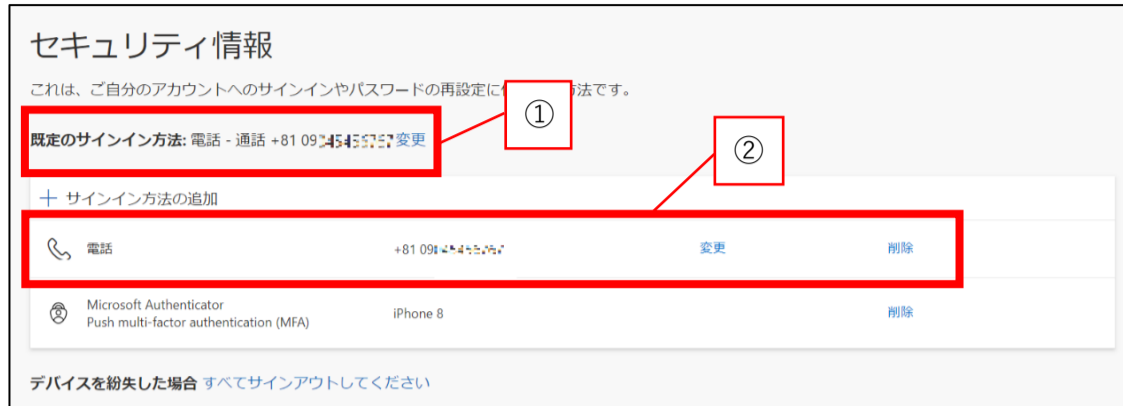 セキュリティ情報
これは、ご自分のアカウントへのサインインやパスワードの再設定に 方法です。
①
既定のサインイン方法: 電話 - 通話 +81 09 変更
②
+ サインイン方法の追加
電話 +81 09 変更 削除
Microsoft Authenticator
Push multi-factor authentication (MFA) iPhone 8 削除
デバイスを紛失した場合 すべてサインアウトしてください